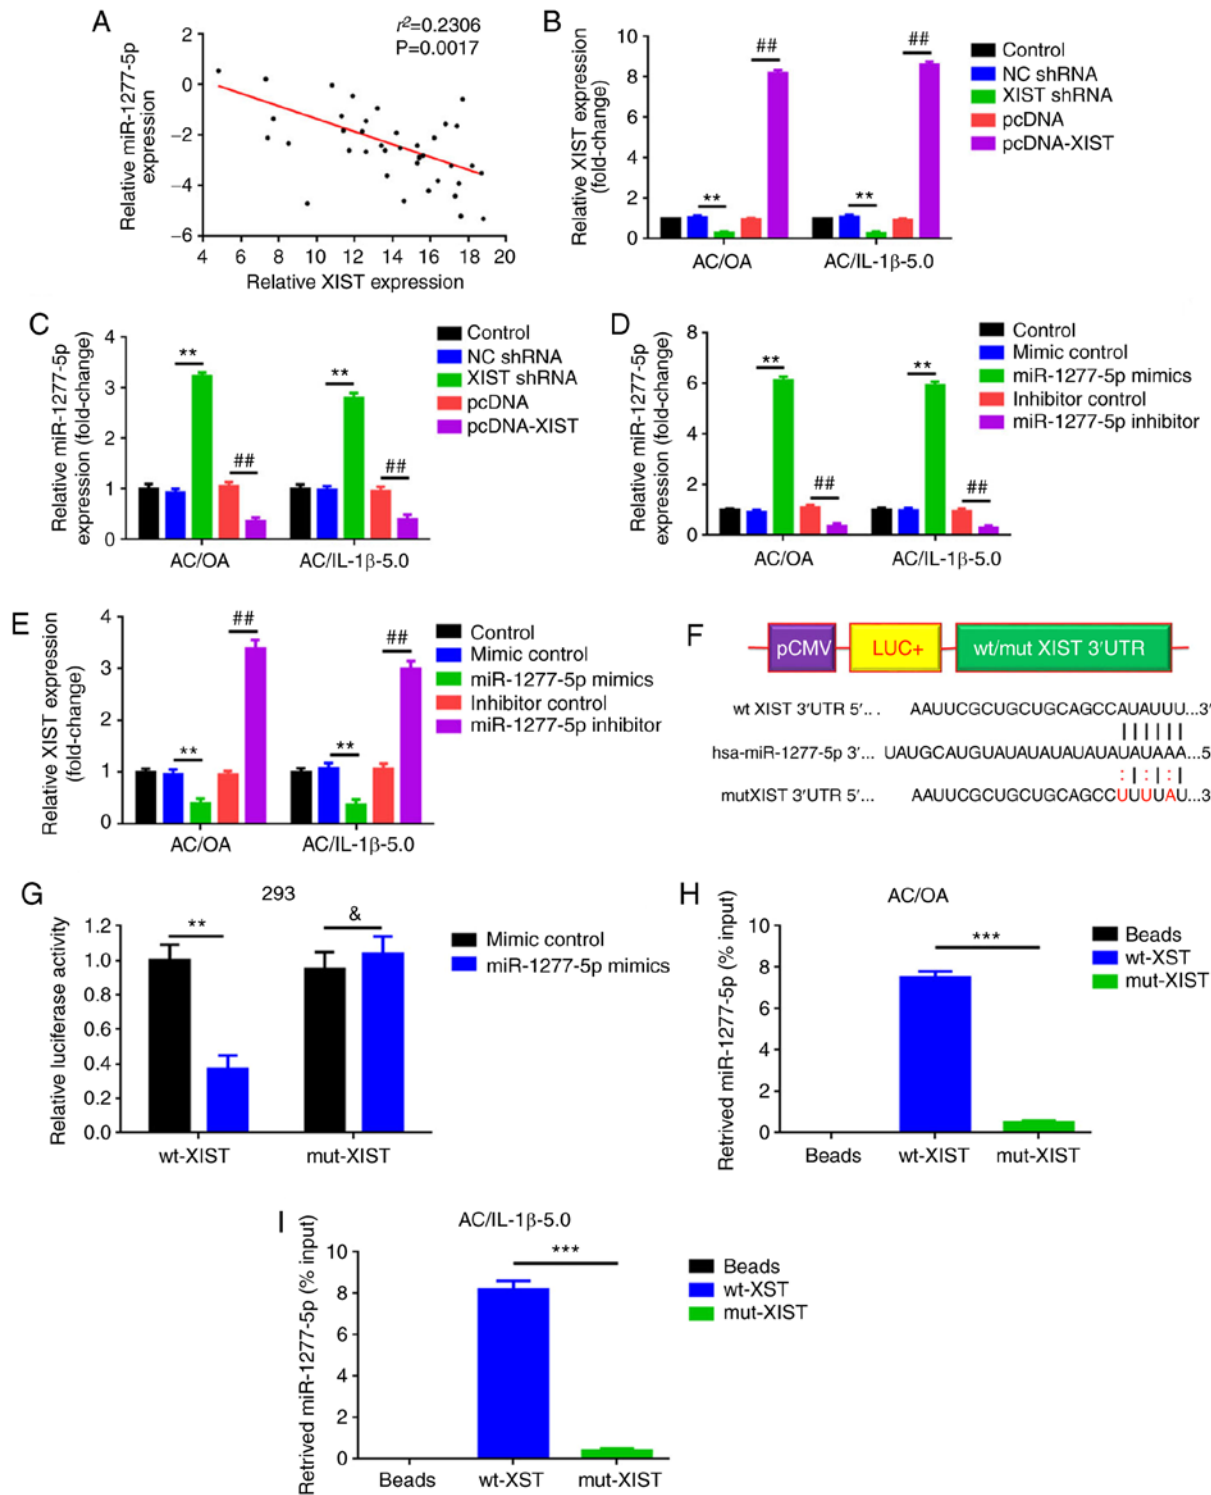 A
r²=0.2306
P=0.0017
Relative miR-1277-5p
expression
2
0
−2
−4
−6
4 6 8 10 12 14 16 18 20
Relative XIST expression
B
Relative XIST expression
(fold-change)
10
8
6
4
2
0
** ## ** ##
AC/OA AC/IL-1β-5.0
Control
NC shRNA
XIST shRNA
pcDNA
pcDNA-XIST
C
Relative miR-1277-5p
expression (fold-change)
4
3
2
1
0
** ## ** ##
AC/OA AC/IL-1β-5.0
Control
NC shRNA
XIST shRNA
pcDNA
pcDNA-XIST
D
Relative miR-1277-5p
expression (fold-change)
8
6
4
2
0
** ## ** ##
AC/OA AC/IL-1β-5.0
Control
Mimic control
miR-1277-5p mimics
Inhibitor control
miR-1277-5p inhibitor
E
Relative XIST expression
(fold-change)
4
3
2
1
0
** ## ** ##
AC/OA AC/IL-1β-5.0
Control
Mimic control
miR-1277-5p mimics
Inhibitor control
miR-1277-5p inhibitor
F
pCMV LUC+ wt/mut XIST 3′UTR
wt XIST 3′UTR 5′... AAUUCGCUGCUGCAGCCAUAUUU...3′
hsa-miR-1277-5p 3′... UAUGCAUGUAUAUAUAUAUAUAUAAA...5
mutXIST 3′UTR 5′... AAUUCGCUGCUGCAGCCUUUUAU...3
G
293
Relative luciferase activity
1.2
1.0
0.8
0.6
0.4
0.2
0.0
** &
wt-XIST mut-XIST
Mimic control
miR-1277-5p mimics
H
AC/OA
Retrived miR-1277-5p (% input)
10
8
6
4
2
0
***
Beads wt-XIST mut-XIST
Beads
wt-XST
mut-XIST
I
AC/IL-1β-5.0
Retrived miR-1277-5p (% input)
10
8
6
4
2
0
***
Beads wt-XST mut-XIST
Beads
wt-XST
mut-XIST